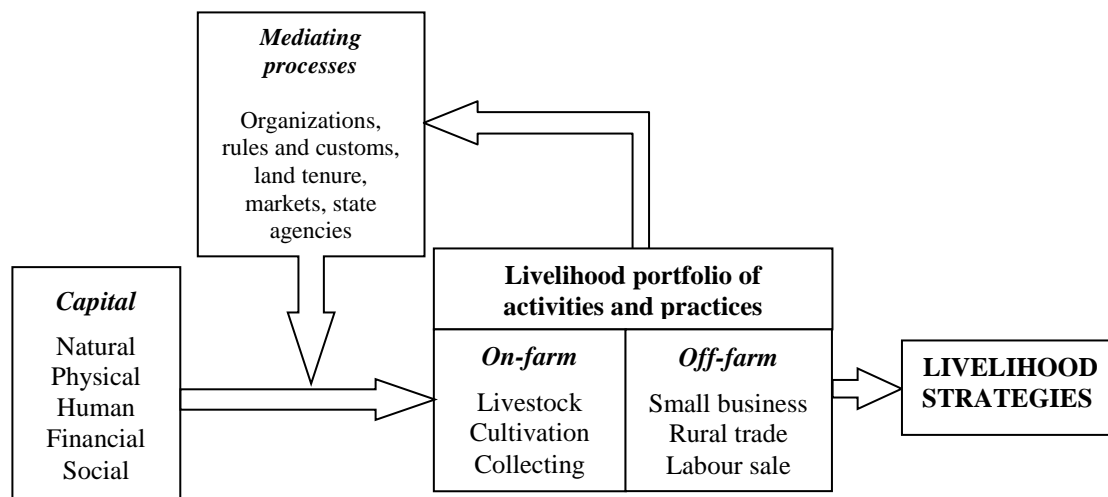 Mediating
processes
Organizations,
rules and customs,
land tenure,
markets, state
agencies
Capital
Natural
Physical
Human
Financial
Social
Livelihood portfolio of
activities and practices
On-farm
Livestock
Cultivation
Collecting
Off-farm
Small business
Rural trade
Labour sale
LIVELIHOOD
STRATEGIES